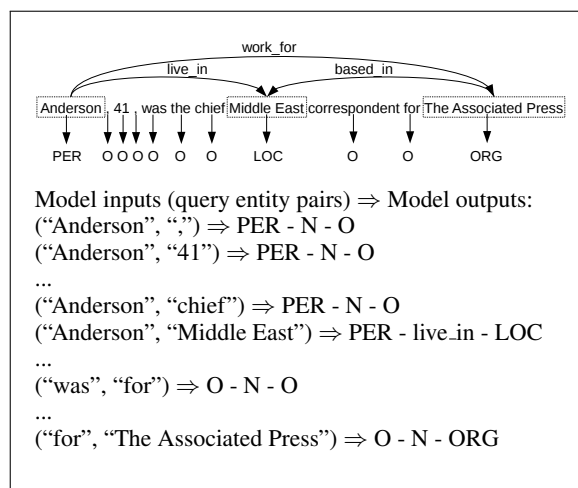 work_for
live_in based_in
Anderson , 41 , was the chief Middle East correspondent for The Associated Press
PER O O O O O O LOC O O ORG
Model inputs (query entity pairs) ⇒ Model outputs:
(“Anderson”, “,”) ⇒ PER - N - O
(“Anderson”, “41”) ⇒ PER - N - O
...
(“Anderson”, “chief”) ⇒ PER - N - O
(“Anderson”, “Middle East”) ⇒ PER - live_in - LOC
...
(“was”, “for”) ⇒ O - N - O
...
(“for”, “The Associated Press”) ⇒ O - N - ORG